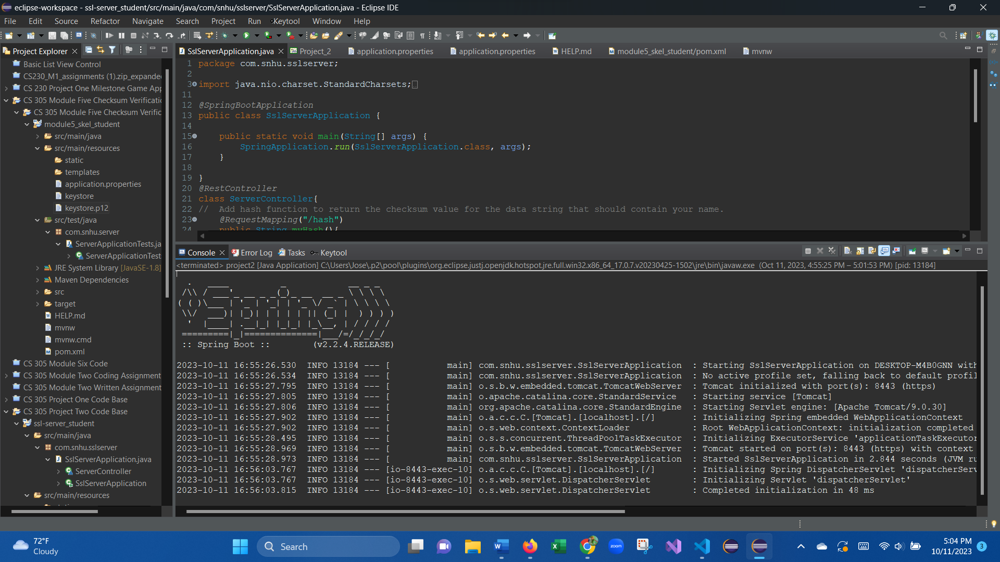 eclipse-workspace - ssl-server_student/src/main/java/com/snhu/sslserver/SslServerApplication.java - Eclipse IDE
File Edit Source Refactor Navigate Search Project Run Keytool Window Help
Project Explorer
Basic List View Control
CS230_M1_assignments (1).zip_expanded
CS 230 Project One Milestone Game App
CS 305 Module Five Checksum Verificatio
CS 305 Module Five Checksum Verific
module5_skel_student
src/main/java
src/main/resources
static
templates
application.properties
keystore
keystore.p12
src/test/java
com.snhu.server
ServerApplicationTests.ja
ServerApplicationTest
JRE System Library [JavaSE-1.8]
Maven Dependencies
src
target
HELP.md
mvnw
mvnw.cmd
pom.xml
CS 305 Module Six Code
CS 305 Module Two Coding Assignment
CS 305 Module Two Written Assignment
CS 305 Project One Code Base
CS 305 Project Two Code Base
ssl-server_student
src/main/java
com.snhu.sslserver
SslServerApplication.java
ServerController
SslServerApplication
src/main/resources
SslServerApplication.java Project_2 application.properties application.properties HELP.md module5_skel_student/pom.xml mvnw
1 package com.snhu.sslserver;
2
3 import java.nio.charset.StandardCharsets;
11
12 @SpringBootApplication
13 public class SslServerApplication {
14
15 public static void main(String[] args) {
16 SpringApplication.run(SslServerApplication.class, args);
17 }
18
19 }
20 @RestController
21 class ServerController{
22 // Add hash function to return the checksum value for the data string that should contain your name.
23 @RequestMapping("/hash")
24 public String myHash(){
Console Error Log Tasks Keytool
<terminated> project2 [Java Application] C:\Users\Jose\.p2\pool\plugins\org.eclipse.justj.openjdk.hotspot.jre.full.win32.x86_64_17.0.7.v20230425-1502\jre\bin\javaw.exe (Oct 11, 2023, 4:55:25 PM – 5:01:53 PM) [pid: 13184]
Spring
:: Spring Boot :: (v2.2.4.RELEASE)
2023-10-11 16:55:26.530 INFO 13184 --- [ main] com.snhu.sslserver.SslServerApplication : Starting SslServerApplication on DESKTOP-M4B0GNN with
2023-10-11 16:55:26.534 INFO 13184 --- [ main] com.snhu.sslserver.SslServerApplication : No active profile set, falling back to default profil
2023-10-11 16:55:27.795 INFO 13184 --- [ main] o.s.b.w.embedded.tomcat.TomcatWebServer : Tomcat initialized with port(s): 8443 (https)
2023-10-11 16:55:27.805 INFO 13184 --- [ main] o.apache.catalina.core.StandardService : Starting service [Tomcat]
2023-10-11 16:55:27.806 INFO 13184 --- [ main] org.apache.catalina.core.StandardEngine : Starting Servlet engine: [Apache Tomcat/9.0.30]
2023-10-11 16:55:27.902 INFO 13184 --- [ main] o.a.c.c.C.[Tomcat].[localhost].[/] : Initializing Spring embedded WebApplicationContext
2023-10-11 16:55:27.902 INFO 13184 --- [ main] o.s.web.context.ContextLoader : Root WebApplicationContext: initialization completed
2023-10-11 16:55:28.495 INFO 13184 --- [ main] o.s.s.concurrent.ThreadPoolTaskExecutor : Initializing ExecutorService 'applicationTaskExecutor
2023-10-11 16:55:28.969 INFO 13184 --- [ main] o.s.b.w.embedded.tomcat.TomcatWebServer : Tomcat started on port(s): 8443 (https) with context
2023-10-11 16:55:28.973 INFO 13184 --- [ main] com.snhu.sslserver.SslServerApplication : Started SslServerApplication in 2.844 seconds (JVM ru
2023-10-11 16:56:03.767 INFO 13184 --- [io-8443-exec-10] o.a.c.c.C.[Tomcat].[localhost].[/] : Initializing Spring DispatcherServlet 'dispatcherServ
2023-10-11 16:56:03.767 INFO 13184 --- [io-8443-exec-10] o.s.web.servlet.DispatcherServlet : Initializing Servlet 'dispatcherServlet'
2023-10-11 16:56:03.815 INFO 13184 --- [io-8443-exec-10] o.s.web.servlet.DispatcherServlet : Completed initialization in 48 ms
72°F
Cloudy
Search
zoom
5:04 PM
10/11/2023
3